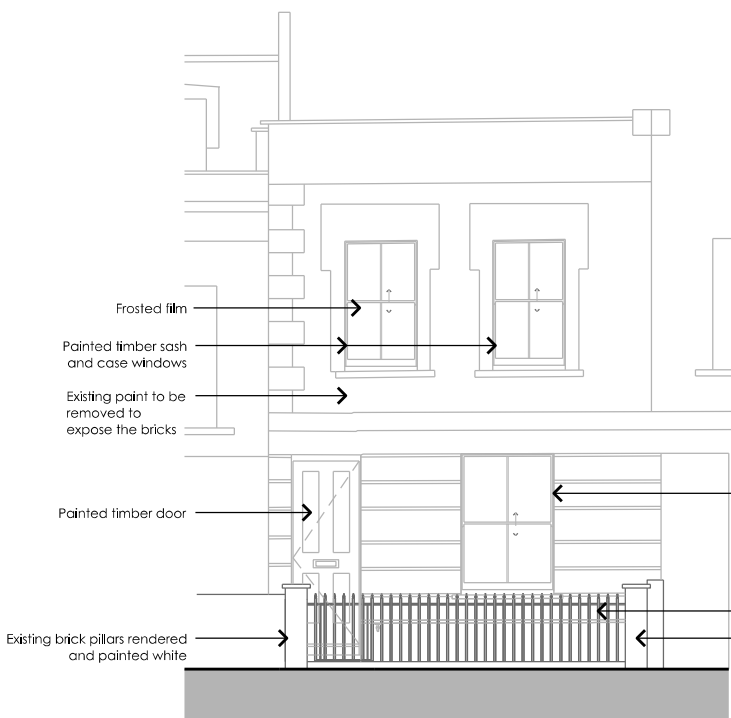 Frosted film
Painted timber sash
and case windows
Existing paint to be
removed to
expose the bricks
Painted timber door
Existing brick pillars rendered
and painted white